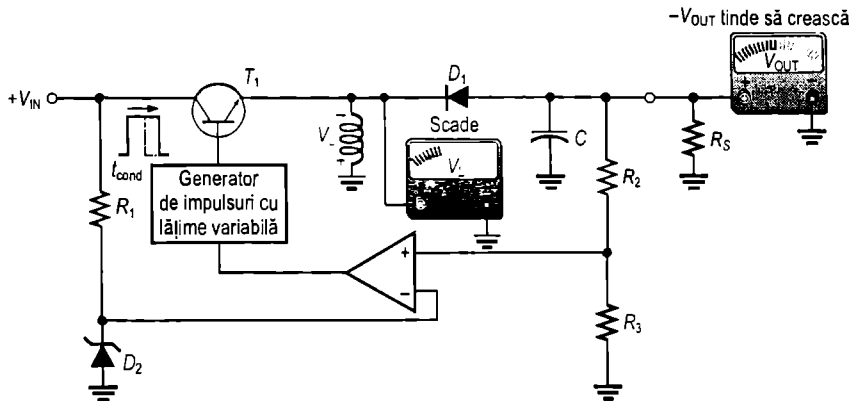 −VOUT tinde să crească
VOUT
+ −
+VIN
T1
D1
Scade
V_
C
RS
tcond
R1
Generator
de impulsuri cu
lățime variabilă
R2
+
−
R3
D2